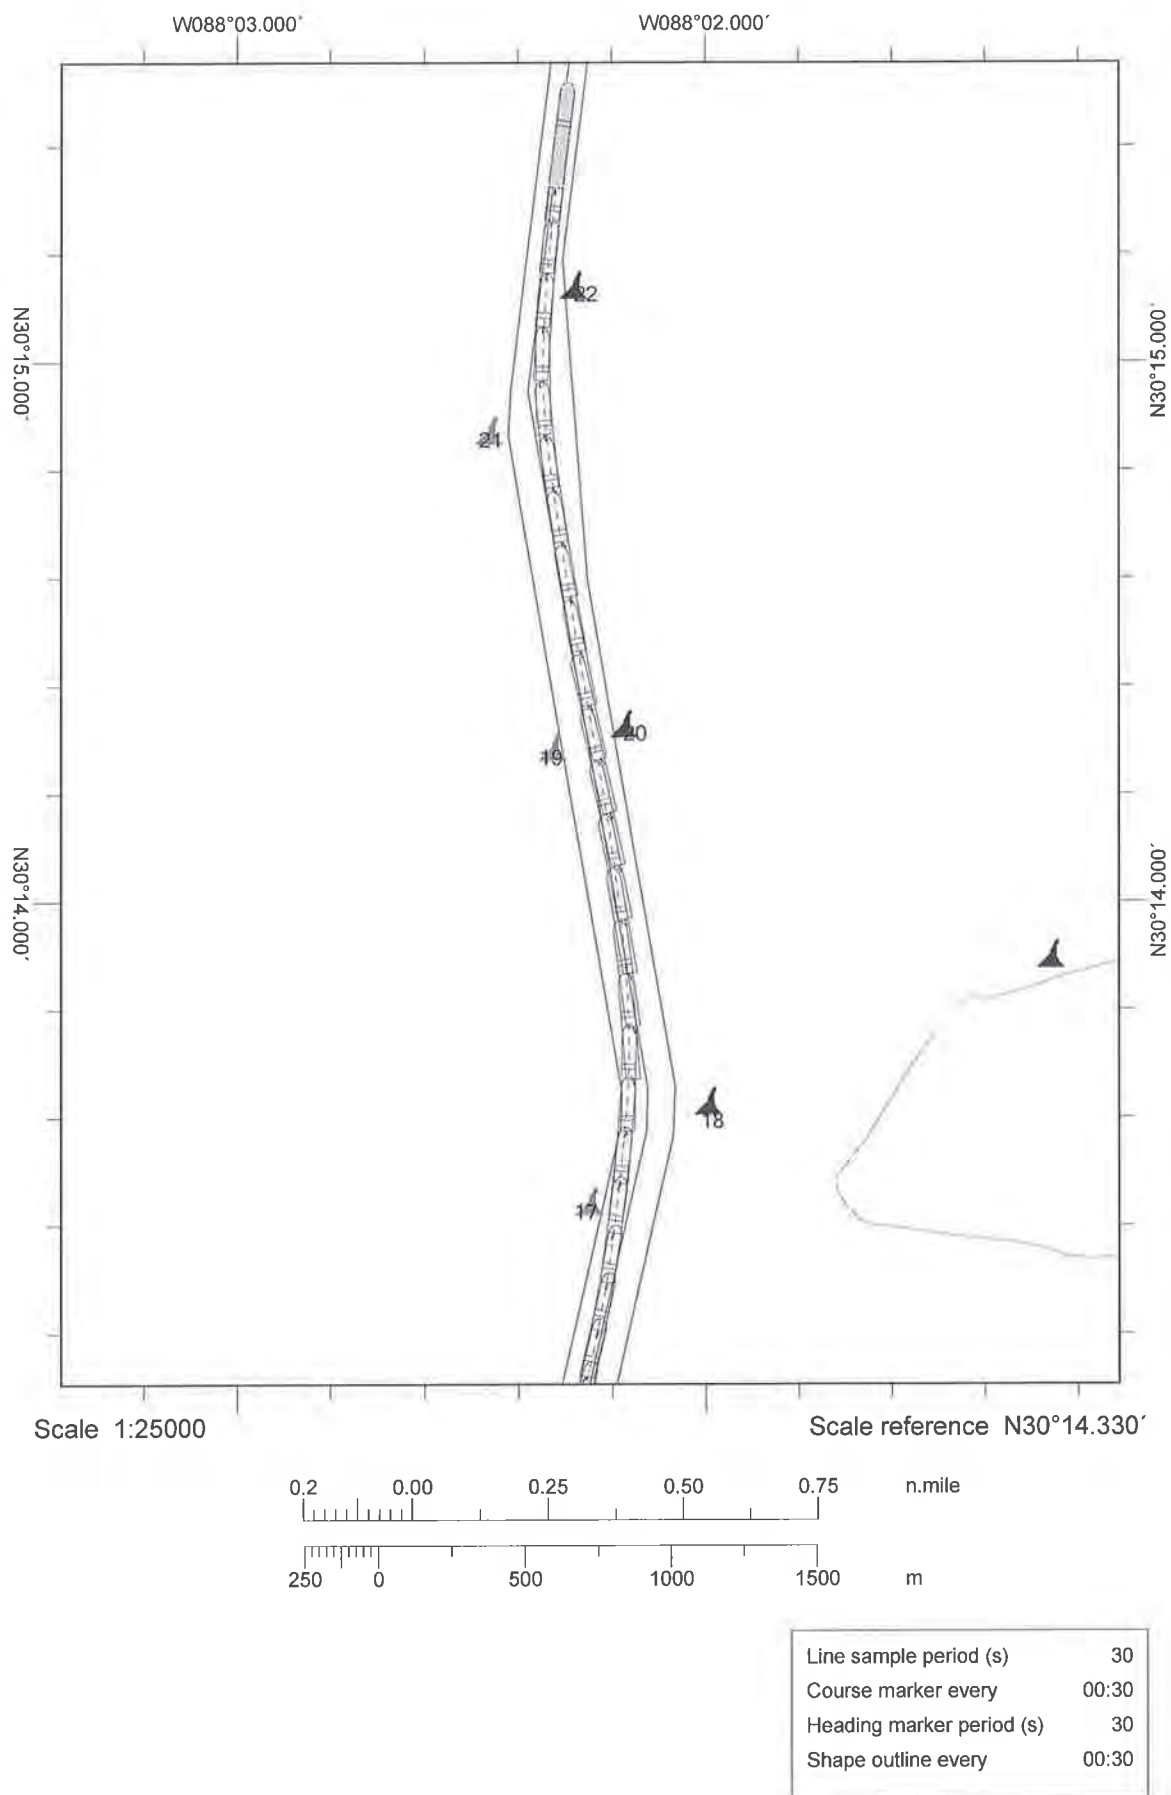 W088°03.000´ W088°02.000´
22
N30°15.000´ N30°15.000´
21
20
19
N30°14.000´ N30°14.000´
18
17
Scale 1:25000 Scale reference N30°14.330´
0.2 0.00 0.25 0.50 0.75 n.mile
250 0 500 1000 1500 m
Line sample period (s) 30
Course marker every 00:30
Heading marker period (s) 30
Shape outline every 00:30